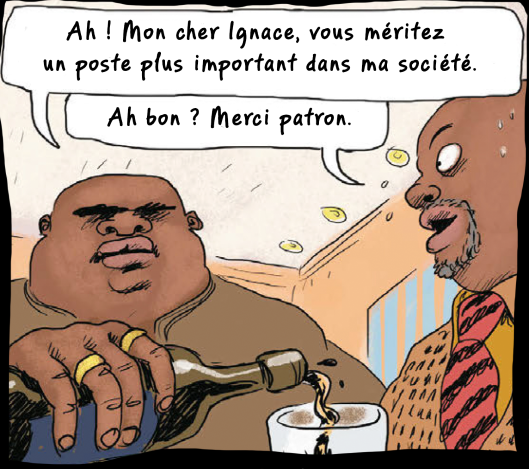 Ah ! Mon cher Ignace, vous méritez
un poste plus important dans ma société.
Ah bon ? Merci patron.